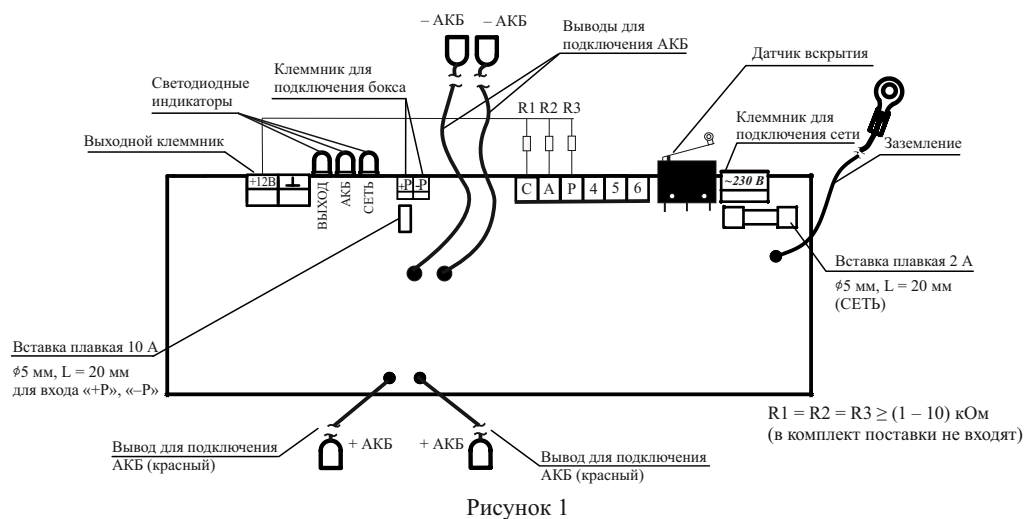 – АКБ
– АКБ
Выводы для
подключения АКБ
Датчик вскрытия
Клеммник для
подключения бокса
Светодиодные
индикаторы
Выходной клеммник
R1 R2 R3
Клеммник для
подключения сети
Заземление
+12В
ВЫХОД
АКБ
СЕТЬ
+P -P
С А Р 4 5 6
~230 В
Вставка плавкая 2 А
∅5 мм, L = 20 мм
(СЕТЬ)
Вставка плавкая 10 А
∅5 мм, L = 20 мм
для входа «+Р», «–Р»
R1 = R2 = R3 ≥ (1 – 10) кОм
(в комплект поставки не входят)
Вывод для подключения
АКБ (красный)
+ АКБ
+ АКБ
Вывод для подключения
АКБ (красный)
Рисунок 1